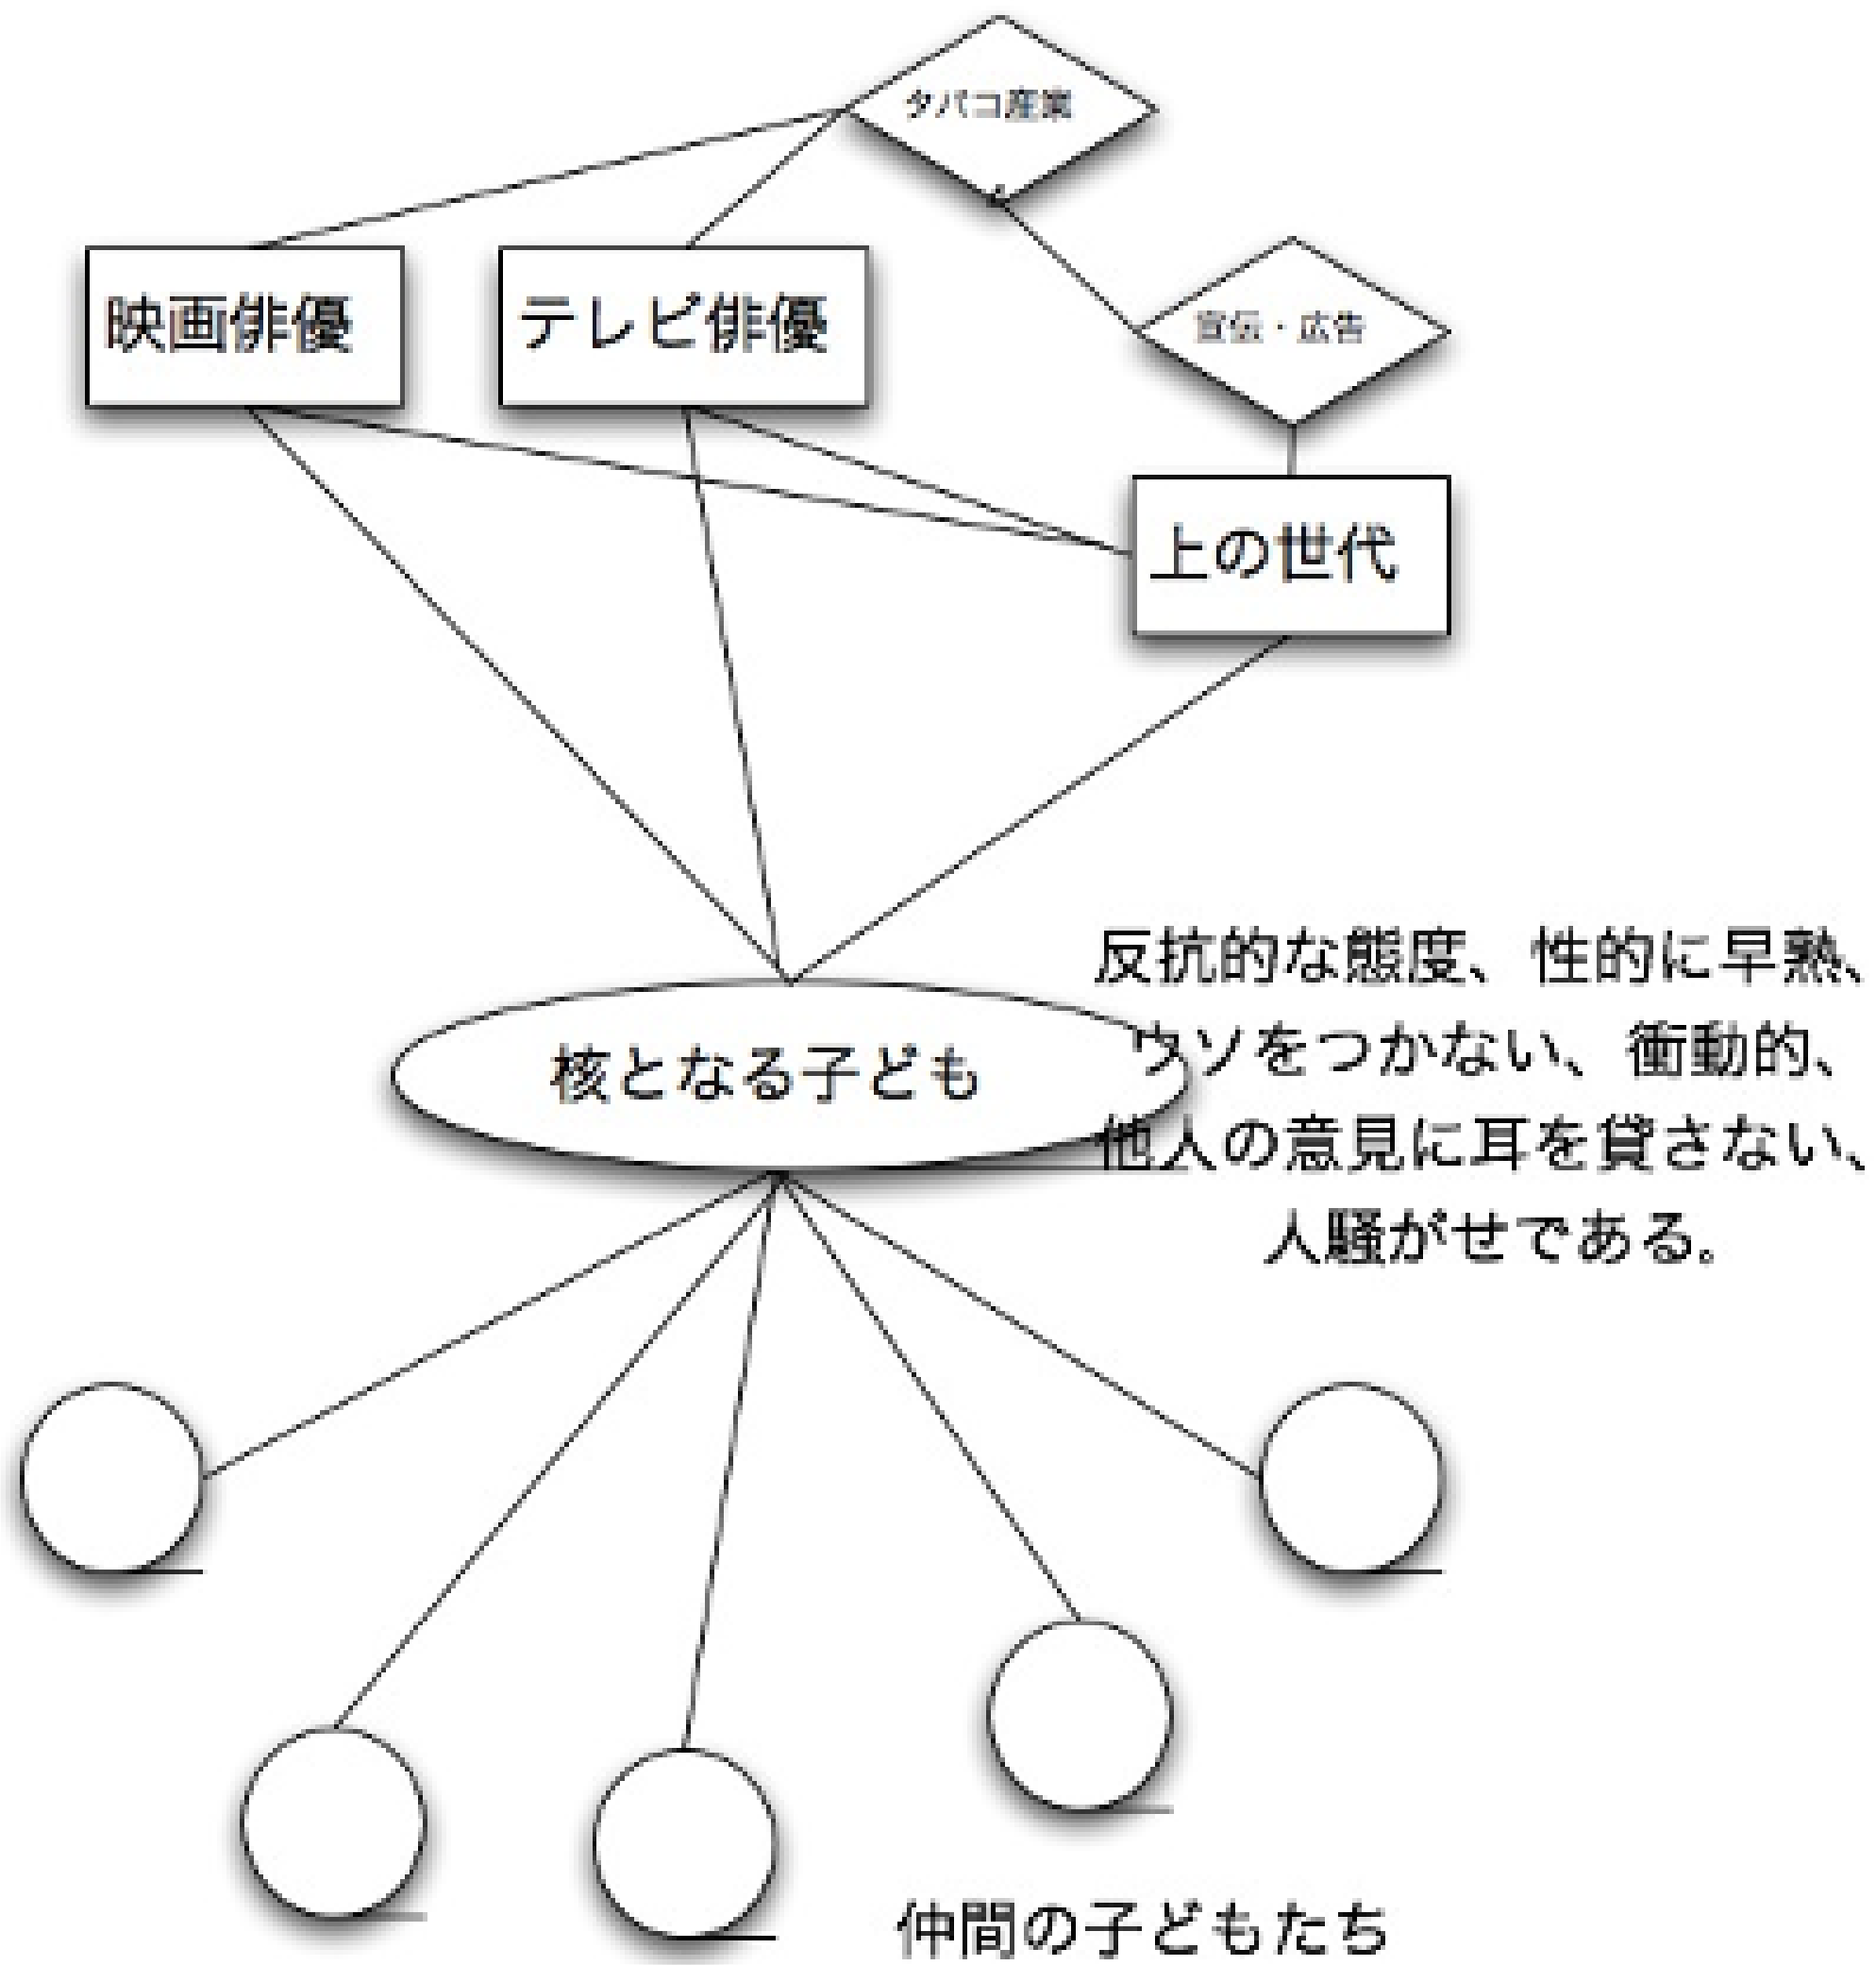 タバコ産業
宣伝・広告
映画俳優
テレビ俳優
上の世代
核となる子ども
反抗的な態度、性的に早熟、
ウソをつかない、衝動的、
他人の意見に耳を貸さない、
人騒がせである。
仲間の子どもたち